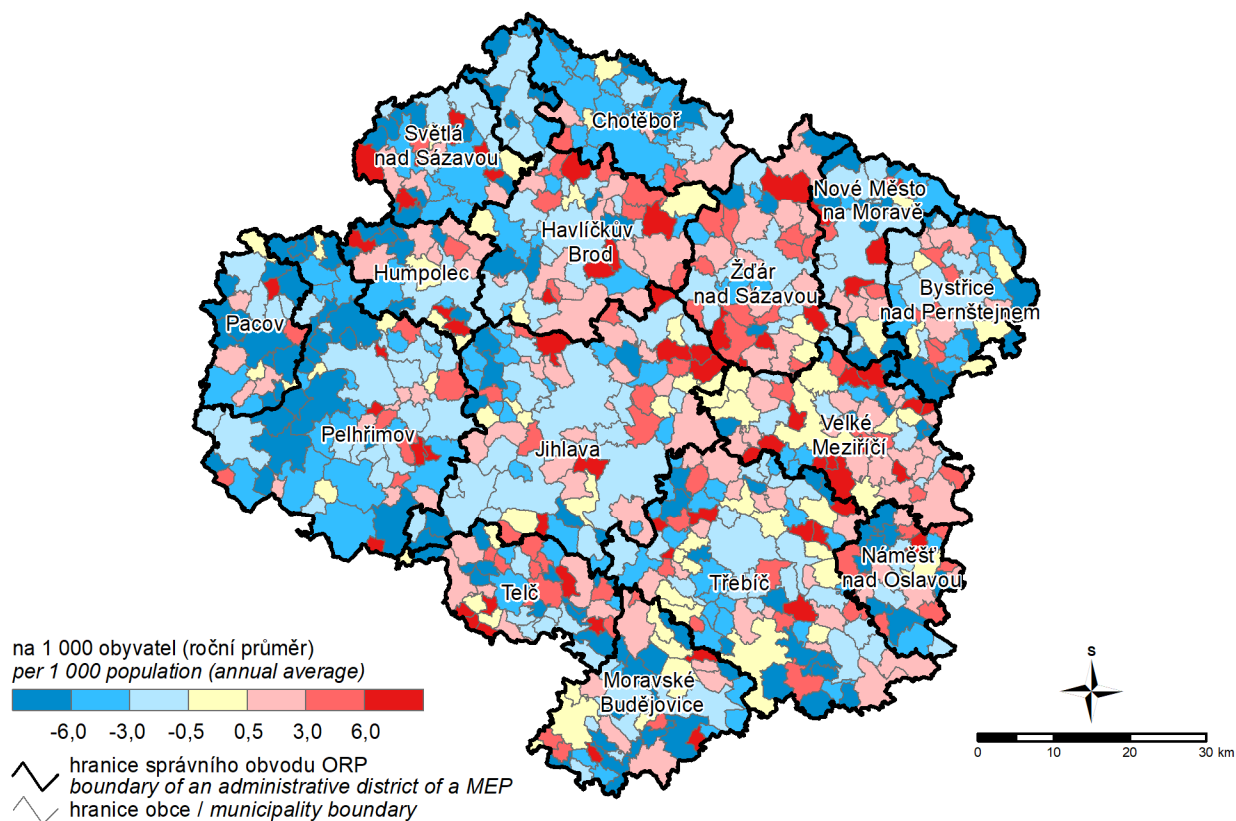 Chotěboř
Světlá
nad Sázavou
Nové Město
na Moravě
Havlíčkův
Brod
Humpolec
Žďár
nad Sázavou
Bystřice
nad Pernštejnem
Pacov
Pelhřimov
Jihlava
Velké
Meziříčí
Náměšť
nad Oslavou
Třebíč
Telč
Moravské
Budějovice
na 1 000 obyvatel (roční průměr)
per 1 000 population (annual average)
-6,0 -3,0 -0,5 0,5 3,0 6,0
hranice správního obvodu ORP
boundary of an administrative district of a MEP
hranice obce / municipality boundary
S
0 10 20 30 km